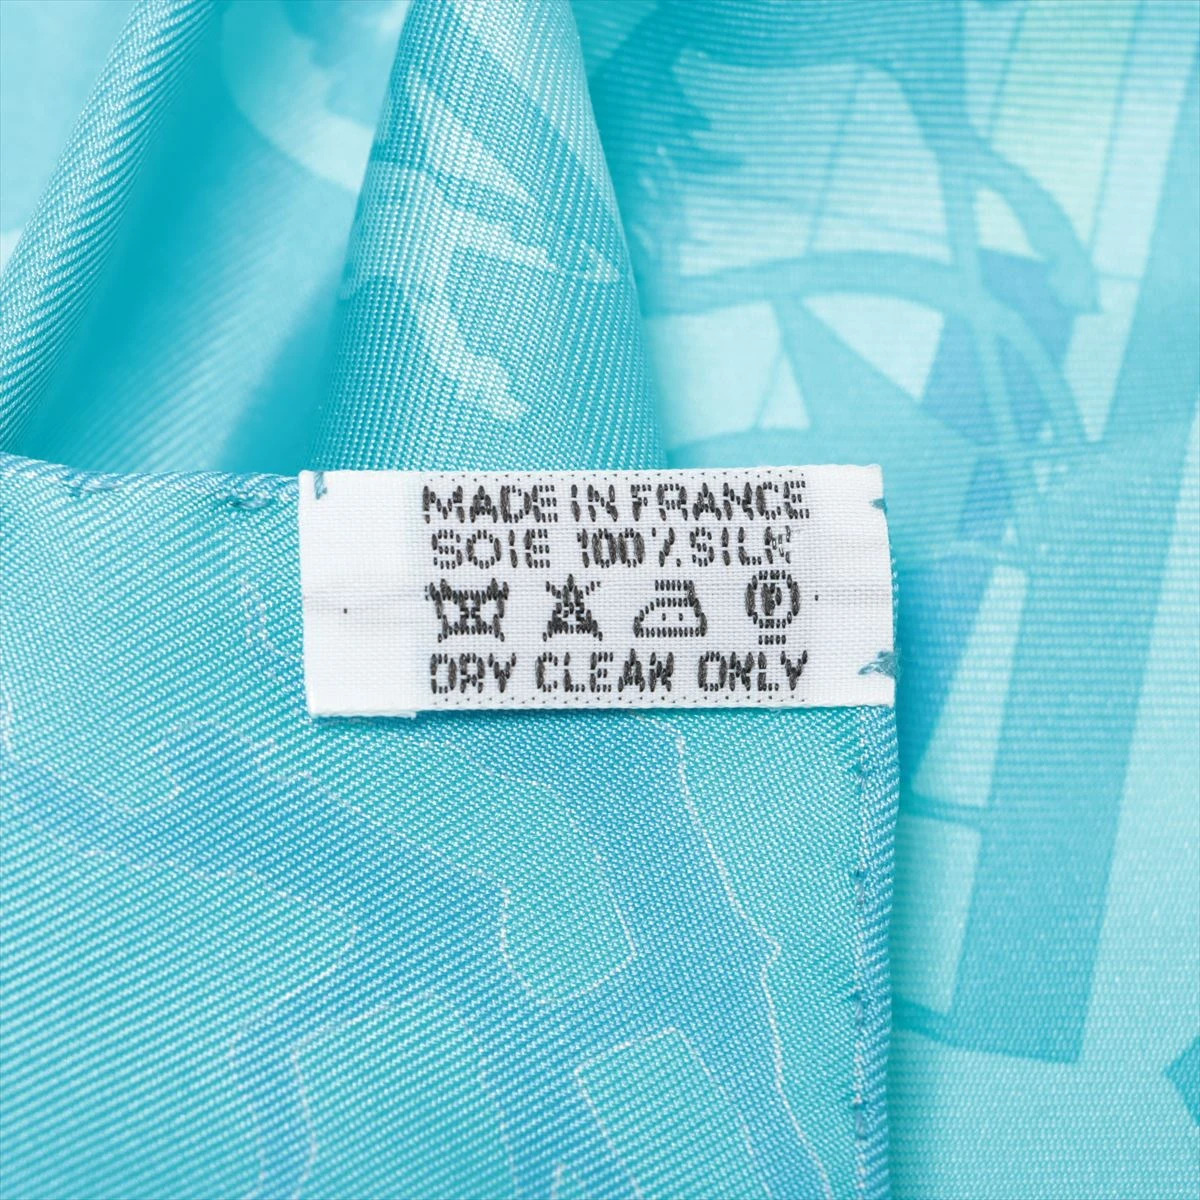 MADE IN FRANCE
SOIE 100% SILK
P
DRY CLEAN ONLY